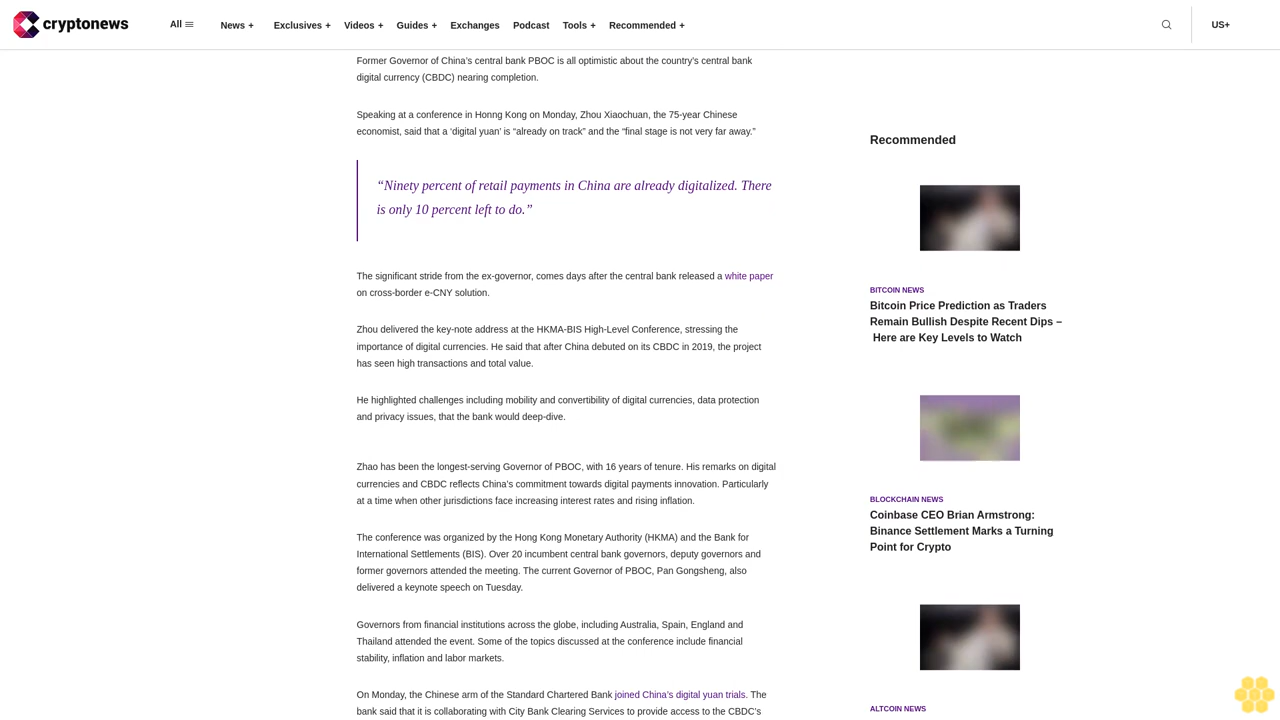 cryptonews
All
News +
Exclusives +
Videos +
Guides +
Exchanges
Podcast
Tools +
Recommended +
US+
Former Governor of China’s central bank PBOC is all optimistic about the country’s central bank
digital currency (CBDC) nearing completion.
Speaking at a conference in Honng Kong on Monday, Zhou Xiaochuan, the 75-year Chinese
economist, said that a ‘digital yuan’ is “already on track” and the “final stage is not very far away.”
“Ninety percent of retail payments in China are already digitalized. There
is only 10 percent left to do.”
The significant stride from the ex-governor, comes days after the central bank released a white paper
on cross-border e-CNY solution.
Zhou delivered the key-note address at the HKMA-BIS High-Level Conference, stressing the
importance of digital currencies. He said that after China debuted on its CBDC in 2019, the project
has seen high transactions and total value.
He highlighted challenges including mobility and convertibility of digital currencies, data protection
and privacy issues, that the bank would deep-dive.
Zhao has been the longest-serving Governor of PBOC, with 16 years of tenure. His remarks on digital
currencies and CBDC reflects China’s commitment towards digital payments innovation. Particularly
at a time when other jurisdictions face increasing interest rates and rising inflation.
The conference was organized by the Hong Kong Monetary Authority (HKMA) and the Bank for
International Settlements (BIS). Over 20 incumbent central bank governors, deputy governors and
former governors attended the meeting. The current Governor of PBOC, Pan Gongsheng, also
delivered a keynote speech on Tuesday.
Governors from financial institutions across the globe, including Australia, Spain, England and
Thailand attended the event. Some of the topics discussed at the conference include financial
stability, inflation and labor markets.
On Monday, the Chinese arm of the Standard Chartered Bank joined China’s digital yuan trials. The
bank said that it is collaborating with City Bank Clearing Services to provide access to the CBDC’s
Recommended
BITCOIN NEWS
Bitcoin Price Prediction as Traders
Remain Bullish Despite Recent Dips –
Here are Key Levels to Watch
BLOCKCHAIN NEWS
Coinbase CEO Brian Armstrong:
Binance Settlement Marks a Turning
Point for Crypto
ALTCOIN NEWS